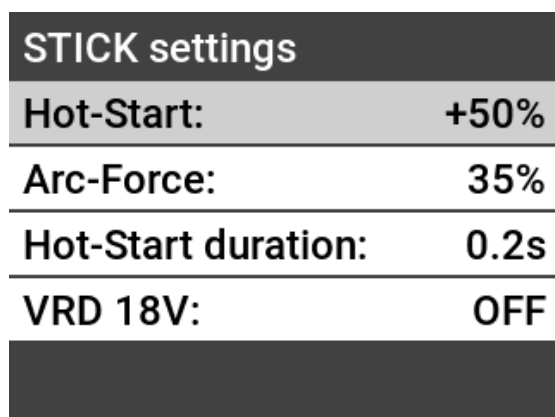 STICK settings
Hot-Start: +50%
Arc-Force: 35%
Hot-Start duration: 0.2s
VRD 18V: OFF